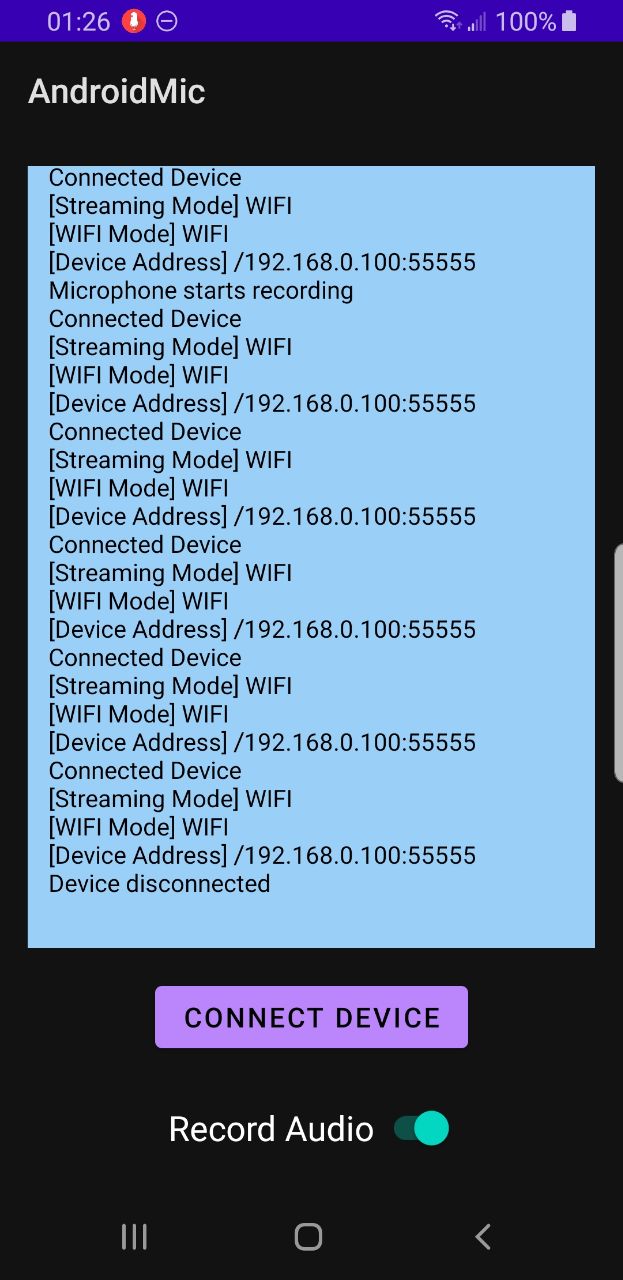 01:26
100%
AndroidMic
Connected Device
[Streaming Mode] WIFI
[WIFI Mode] WIFI
[Device Address] /192.168.0.100:55555
Microphone starts recording
Connected Device
[Streaming Mode] WIFI
[WIFI Mode] WIFI
[Device Address] /192.168.0.100:55555
Connected Device
[Streaming Mode] WIFI
[WIFI Mode] WIFI
[Device Address] /192.168.0.100:55555
Connected Device
[Streaming Mode] WIFI
[WIFI Mode] WIFI
[Device Address] /192.168.0.100:55555
Connected Device
[Streaming Mode] WIFI
[WIFI Mode] WIFI
[Device Address] /192.168.0.100:55555
Connected Device
[Streaming Mode] WIFI
[WIFI Mode] WIFI
[Device Address] /192.168.0.100:55555
Device disconnected
CONNECT DEVICE
Record Audio